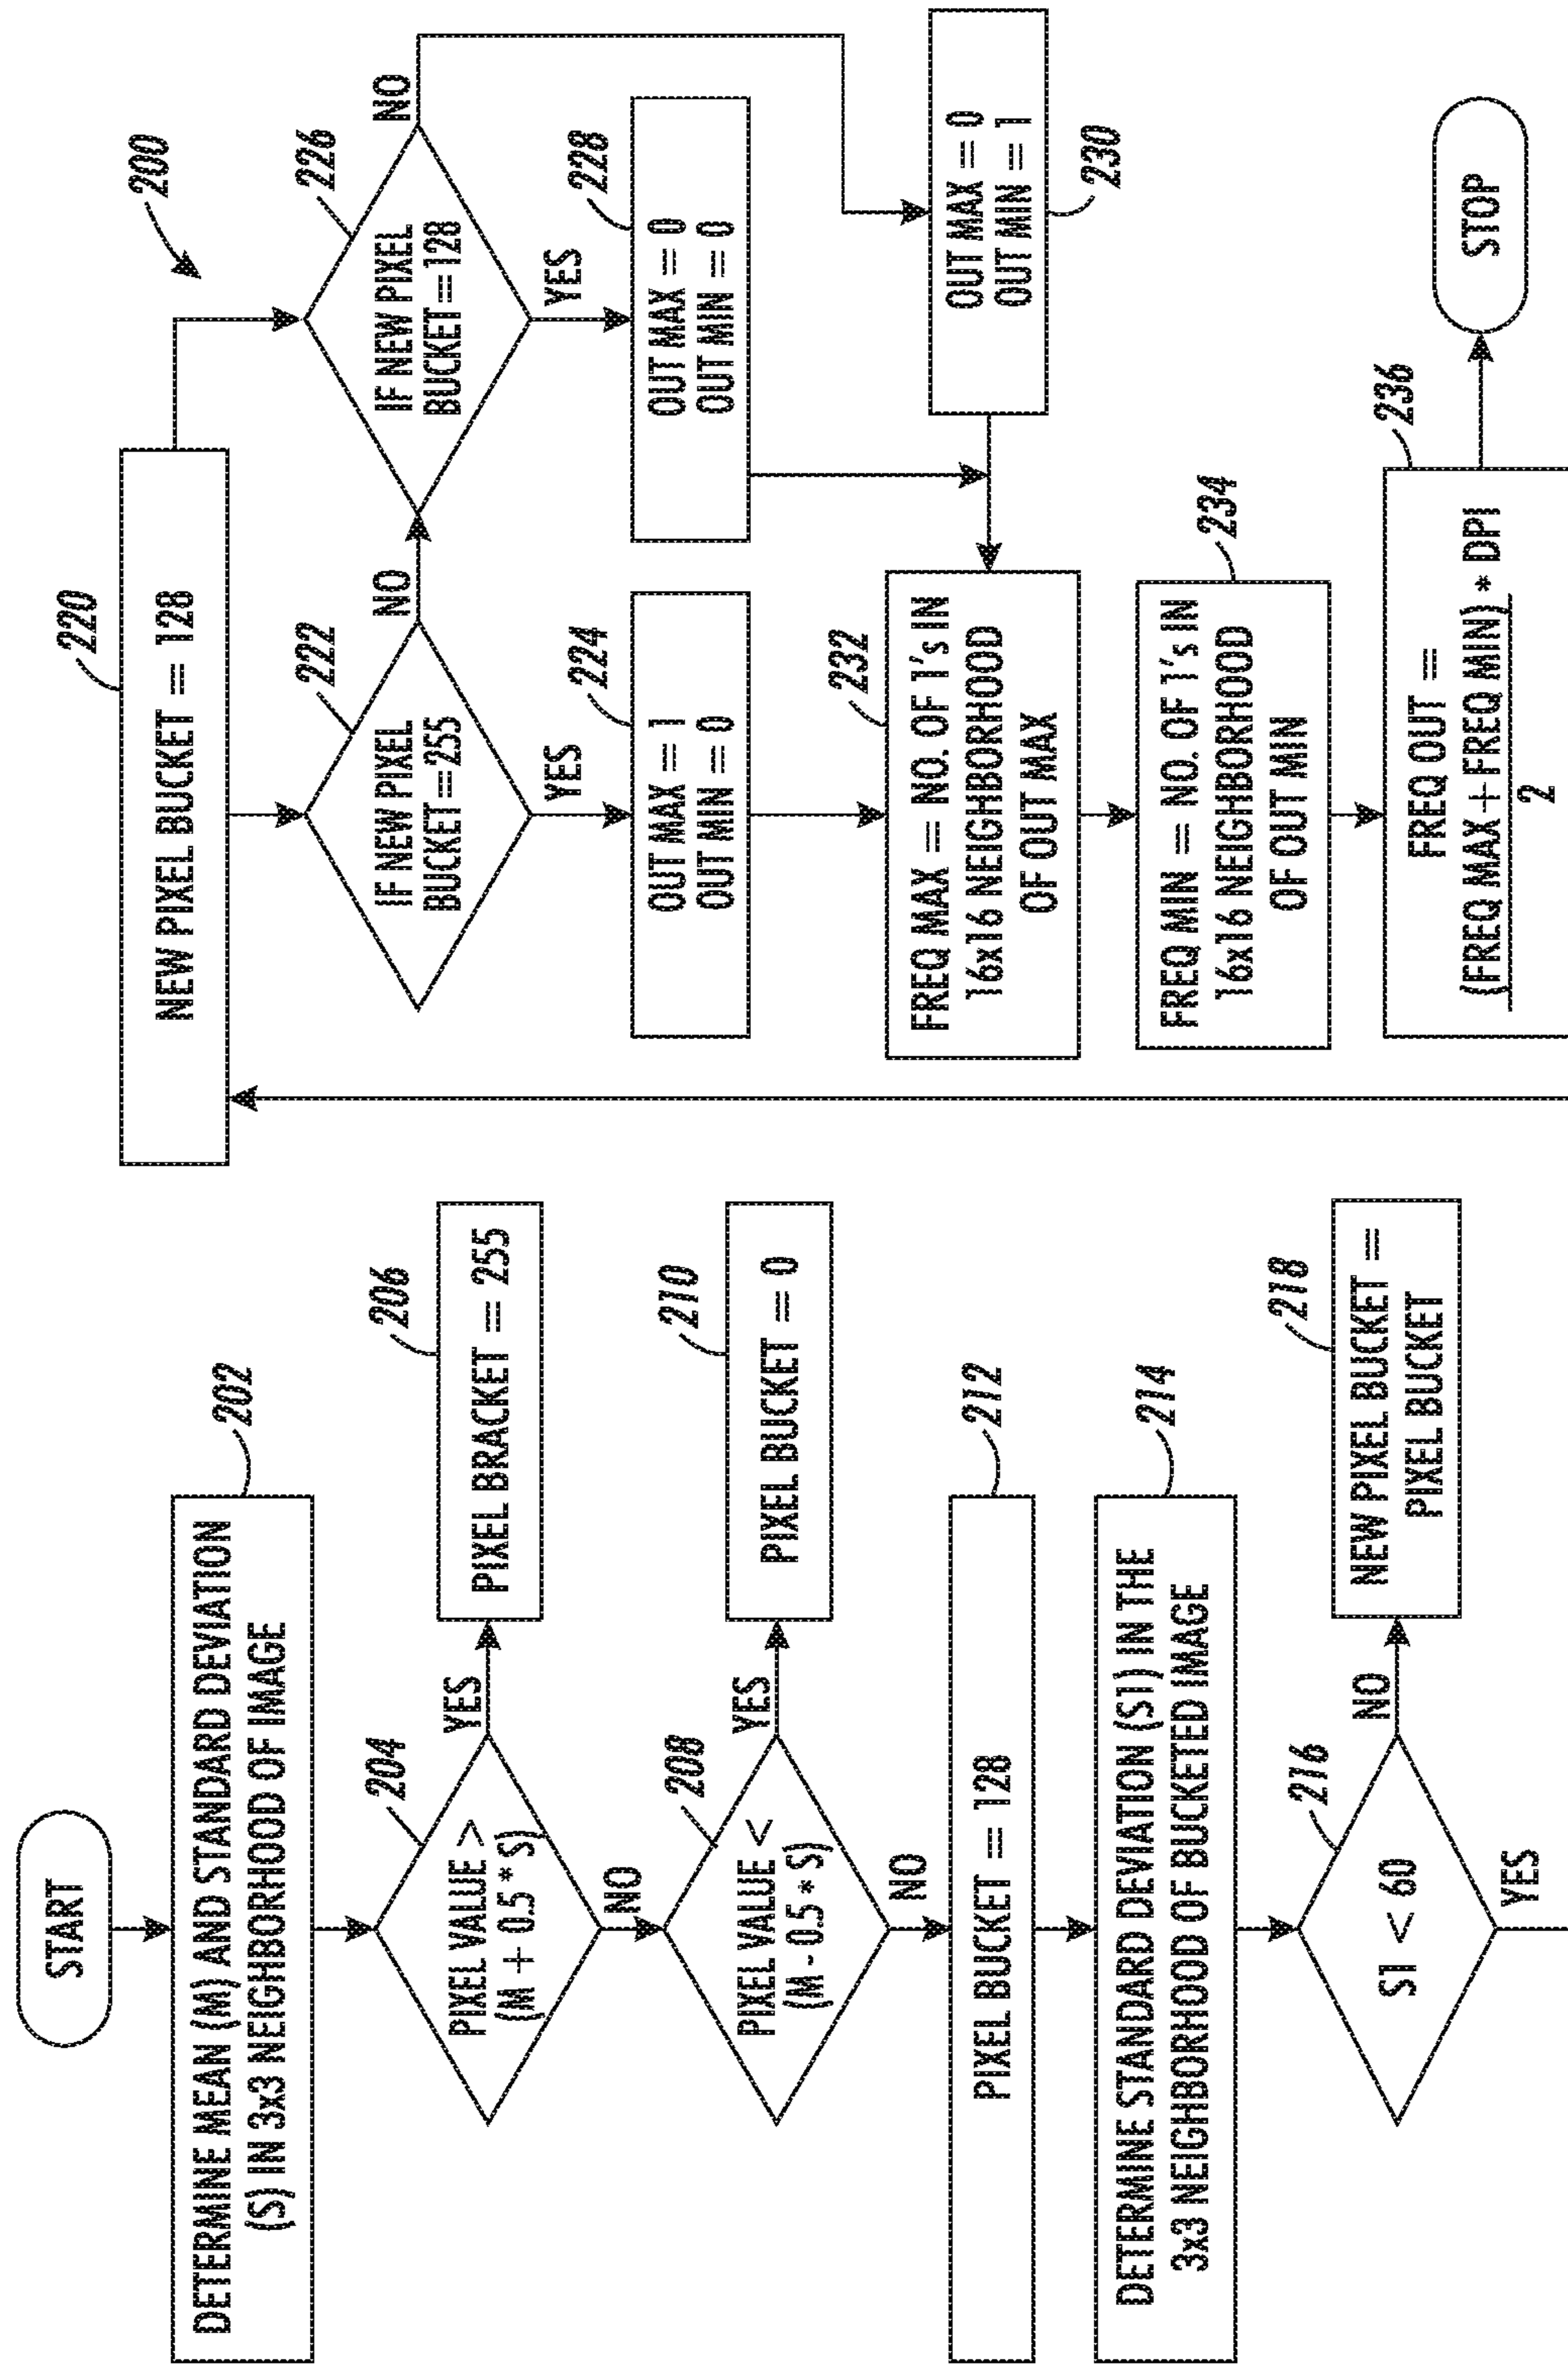 START
DETERMINE MEAN (M) AND STANDARD DEVIATION
(S) IN 3x3 NEIGHBORHOOD OF IMAGE
202
PIXEL VALUE >
(M + 0.5 * S)
204
YES
NO
PIXEL BRACKET = 255
206
PIXEL VALUE <
(M - 0.5 * S)
208
YES
NO
PIXEL BUCKET = 0
210
PIXEL BUCKET = 128
212
DETERMINE STANDARD DEVIATION (S1) IN THE
3x3 NEIGHBORHOOD OF BUCKETED IMAGE
214
S1 < 60
216
NO
YES
NEW PIXEL BUCKET =
PIXEL BUCKET
218
200
NEW PIXEL BUCKET = 128
220
IF NEW PIXEL
BUCKET=255
222
NO
YES
OUT MAX = 1
OUT MIN = 0
224
IF NEW PIXEL
BUCKET=128
226
NO
YES
OUT MAX = 0
OUT MIN = 0
228
OUT MAX = 0
OUT MIN = 1
230
FREQ MAX = NO. OF 1's IN
16x16 NEIGHBORHOOD
OF OUT MAX
232
FREQ MIN = NO. OF 1's IN
16x16 NEIGHBORHOOD
OF OUT MIN
234
FREQ OUT =
(FREQ MAX + FREQ MIN) * DPI
2
236
STOP